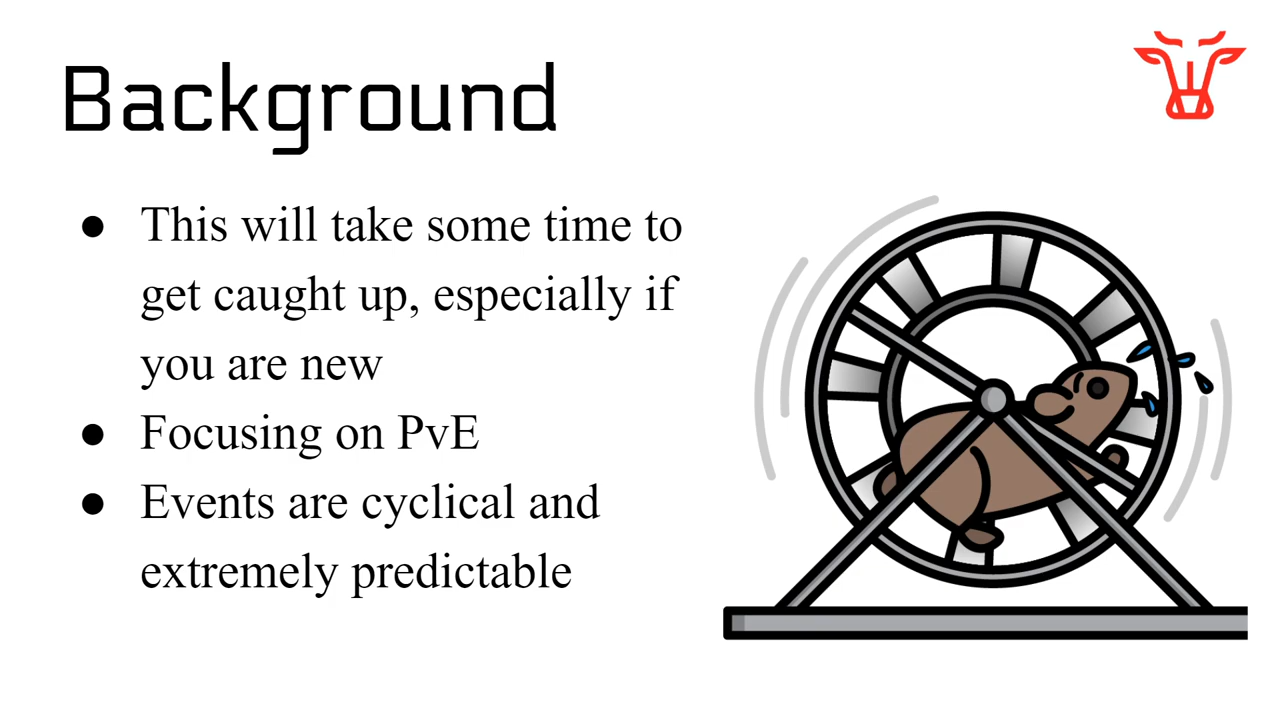 Background
● This will take some time to
get caught up, especially if
you are new
● Focusing on PvE
● Events are cyclical and
extremely predictable